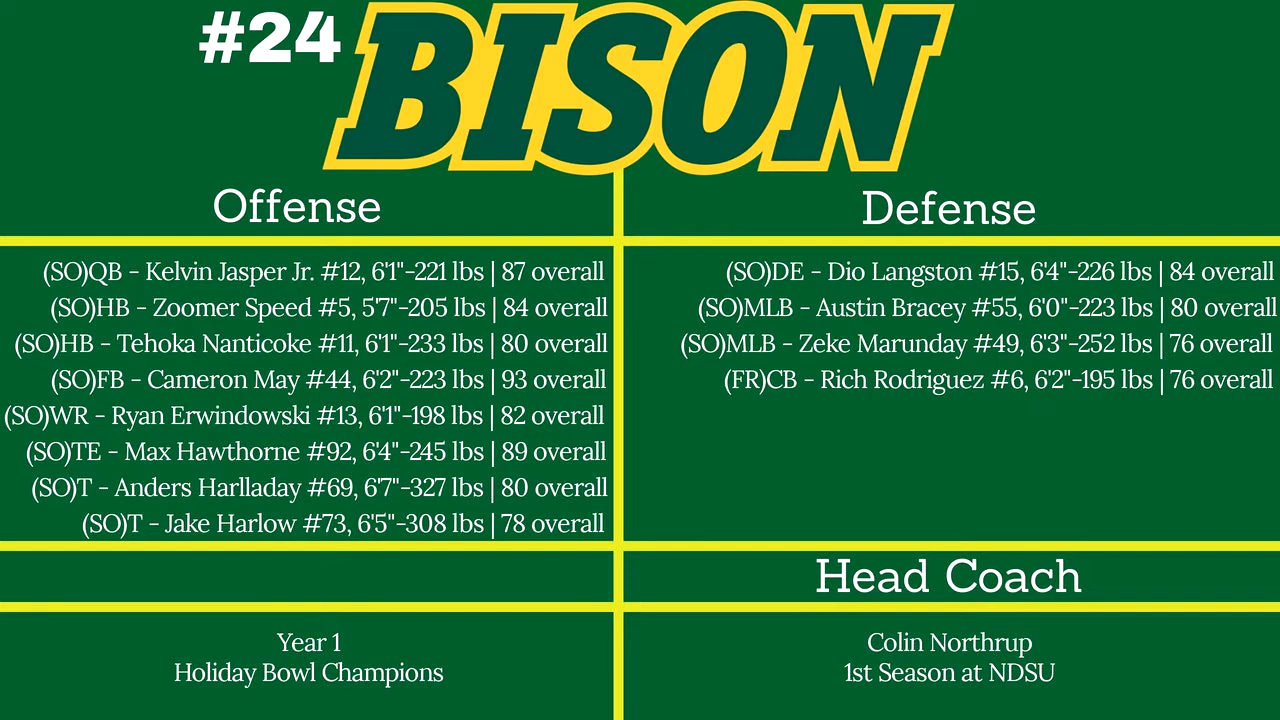 #24 BISON
Offense
(SO)QB - Kelvin Jasper Jr. #12, 6'1"-221 lbs | 87 overall
(SO)HB - Zoomer Speed #5, 5'7"-205 lbs | 84 overall
(SO)HB - Tehoka Nanticoke #11, 6'1"-233 lbs | 80 overall
(SO)FB - Cameron May #44, 6'2"-223 lbs | 93 overall
(SO)WR - Ryan Erwindowski #13, 6'1"-198 lbs | 82 overall
(SO)TE - Max Hawthorne #92, 6'4"-245 lbs | 89 overall
(SO)T - Anders Harlladay #69, 6'7"-327 lbs | 80 overall
(SO)T - Jake Harlow #73, 6'5"-308 lbs | 78 overall
Defense
(SO)DE - Dio Langston #15, 6'4"-226 lbs | 84 overall
(SO)MLB - Austin Bracey #55, 6'0"-223 lbs | 80 overall
(SO)MLB - Zeke Marunday #49, 6'3"-252 lbs | 76 overall
(FR)CB - Rich Rodriguez #6, 6'2"-195 lbs | 76 overall
Year 1
Holiday Bowl Champions
Head Coach
Colin Northrup
1st Season at NDSU